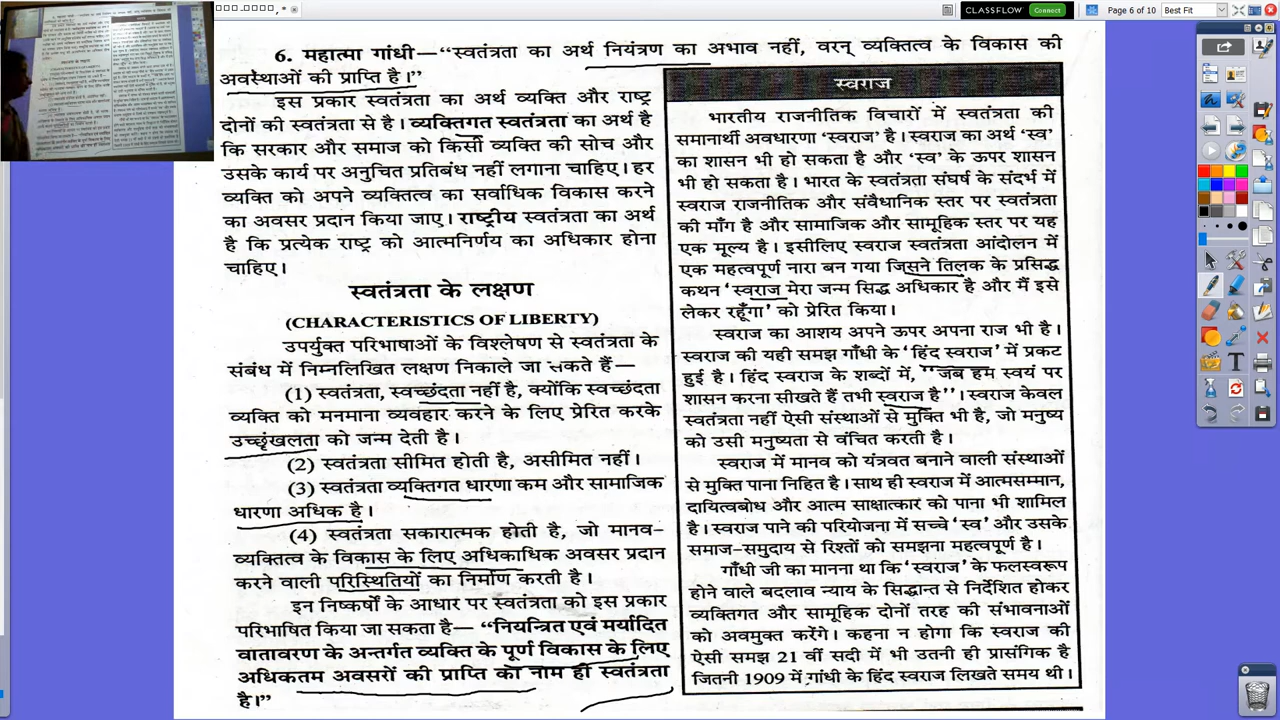 CLASSFLOW
Connect
Page 6 of 10
Best Fit
6. महात्मा गांधी—“स्वतंत्रता का अर्थ नियंत्रण का अभाव नहीं, वरन् व्यक्तित्व के विकास की
अवस्थाओं की प्राप्ति है।”
इस प्रकार स्वतंत्रता का अर्थ व्यक्ति और राष्ट्र
दोनों की स्वतंत्रता से है। व्यक्तिगत स्वतंत्रता का अर्थ है
कि सरकार और समाज को किसी व्यक्ति की सोच और
उसके कार्य पर अनुचित प्रतिबंध नहीं लगाना चाहिए। हर
व्यक्ति को अपने व्यक्तित्व का सर्वाधिक विकास करने
का अवसर प्रदान किया जाए। राष्ट्रीय स्वतंत्रता का अर्थ
है कि प्रत्येक राष्ट्र को आत्मनिर्णय का अधिकार होना
चाहिए।
स्वतंत्रता के लक्षण
(CHARACTERISTICS OF LIBERTY)
उपर्युक्त परिभाषाओं के विश्लेषण से स्वतंत्रता के
संबंध में निम्नलिखित लक्षण निकाले जा सकते हैं—
(1) स्वतंत्रता, स्वच्छंदता नहीं है, क्योंकि स्वच्छंदता
व्यक्ति को मनमाना व्यवहार करने के लिए प्रेरित करके
उच्छृंखलता को जन्म देती है।
(2) स्वतंत्रता सीमित होती है, असीमित नहीं।
(3) स्वतंत्रता व्यक्तिगत धारणा कम और सामाजिक
धारणा अधिक है।
(4) स्वतंत्रता सकारात्मक होती है, जो मानव-
व्यक्तित्व के विकास के लिए अधिकाधिक अवसर प्रदान
करने वाली परिस्थितियों का निर्माण करती है।
इन निष्कर्षों के आधार पर स्वतंत्रता को इस प्रकार
परिभाषित किया जा सकता है— “नियन्त्रित एवं मर्यादित
वातावरण के अन्तर्गत व्यक्ति के पूर्ण विकास के लिए
अधिकतम अवसरों की प्राप्ति का नाम ही स्वतंत्रता
है।”
भारतीय राजनीतिक विचारों में स्वतंत्रता की
समानार्थी अवधारणा ‘स्वराज’ है। स्वराज का अर्थ ‘स्व’
का शासन भी हो सकता है और ‘स्व’ के ऊपर शासन
भी हो सकता है। भारत के स्वतंत्रता संघर्ष के संदर्भ में
स्वराज राजनीतिक और संवैधानिक स्तर पर स्वतंत्रता
की माँग है और सामाजिक और सामूहिक स्तर पर यह
एक मूल्य है। इसीलिए स्वराज स्वतंत्रता आंदोलन में
एक महत्वपूर्ण नारा बन गया जिसने तिलक के प्रसिद्ध
कथन ‘स्वराज मेरा जन्म सिद्ध अधिकार है और मैं इसे
लेकर रहूँगा’ को प्रेरित किया।
स्वराज का आशय अपने ऊपर अपना राज भी है।
स्वराज की यही समझ गाँधी के ‘हिंद स्वराज’ में प्रकट
हुई है। हिंद स्वराज के शब्दों में, “जब हम स्वयं पर
शासन करना सीखते हैं तभी स्वराज है”। स्वराज केवल
स्वतंत्रता नहीं ऐसी संस्थाओं से मुक्ति भी है, जो मनुष्य
को उसी मनुष्यता से वंचित करती है।
स्वराज में मानव को यंत्रवत बनाने वाली संस्थाओं
से मुक्ति पाना निहित है। साथ ही स्वराज में आत्मसम्मान,
दायित्वबोध और आत्म साक्षात्कार को पाना भी शामिल
है। स्वराज पाने की परियोजना में सच्चे ‘स्व’ और उसके
समाज-समुदाय से रिश्तों को समझना महत्वपूर्ण है।
गाँधी जी का मानना था कि ‘स्वराज’ के फलस्वरूप
होने वाले बदलाव न्याय के सिद्धान्त से निर्देशित होकर
व्यक्तिगत और सामूहिक दोनों तरह की संभावनाओं
को अवमुक्त करेंगे। कहना न होगा कि स्वराज की
ऐसी समझ 21 वीं सदी में भी उतनी ही प्रासंगिक है
जितनी 1909 में गांधी के हिंद स्वराज लिखते समय थी।